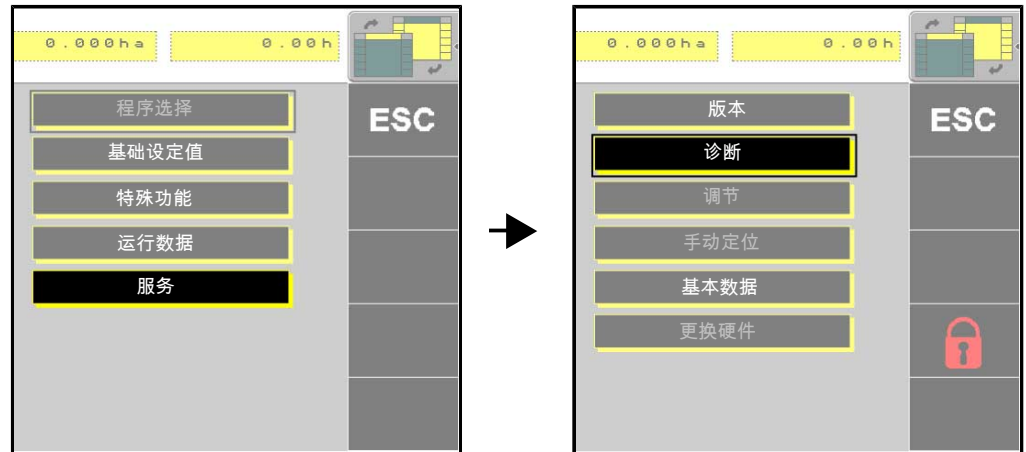 0.000ha 0.00h
程序选择
ESC
基础设定值
特殊功能
运行数据
服务
0.000ha 0.00h
版本
ESC
诊断
调节
手动定位
基本数据
更换硬件